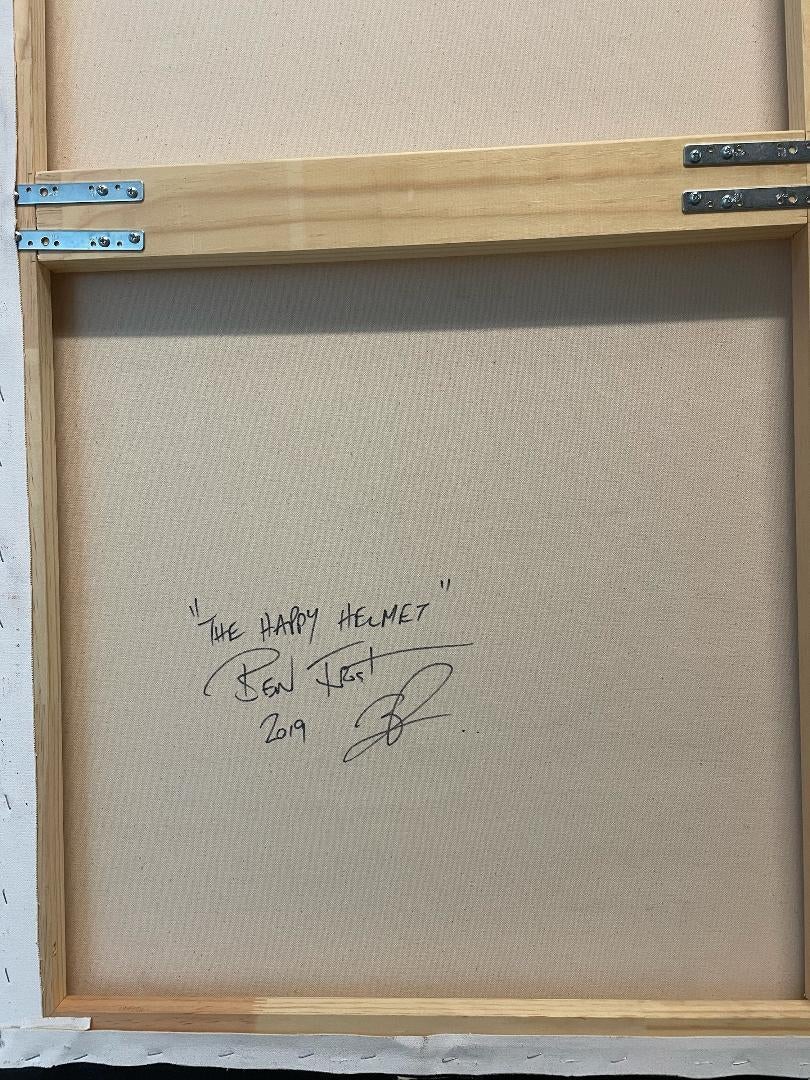 "THE HAPPY HELMET"
BEN FROST
2019